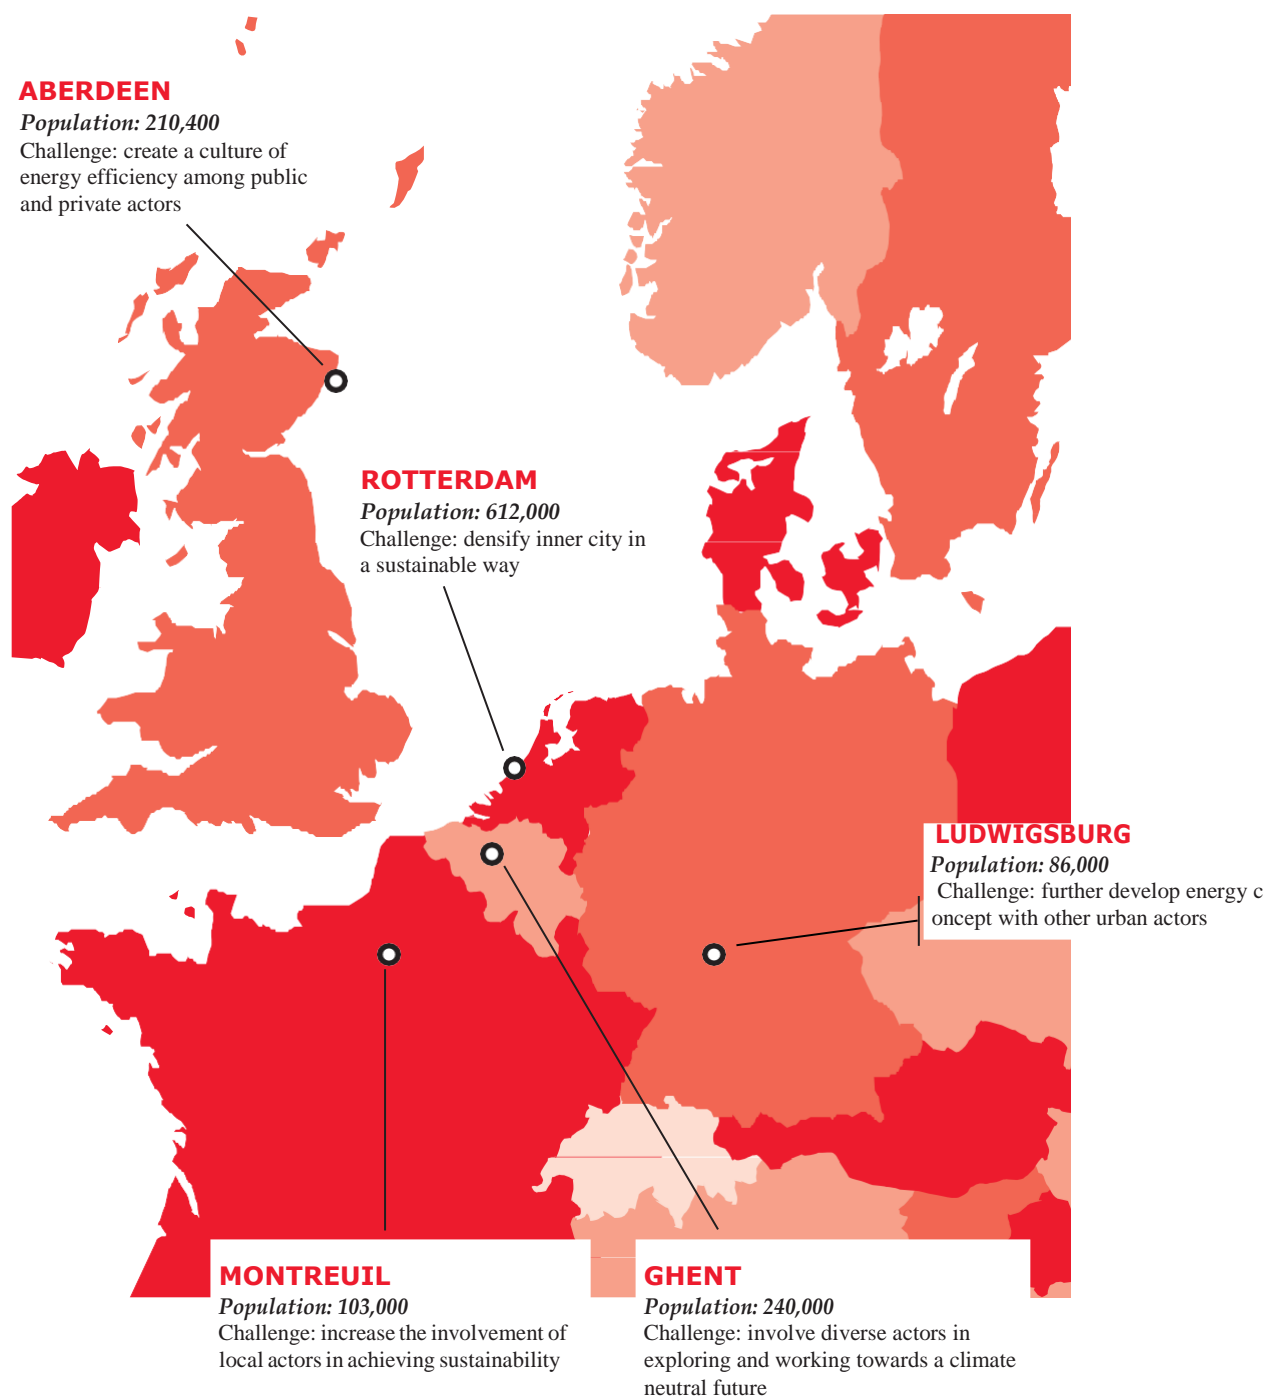 ABERDEEN
Population: 210,400
Challenge: create a culture of
energy efficiency among public
and private actors
ROTTERDAM
Population: 612,000
Challenge: densify inner city in
a sustainable way
LUDWIGSBURG
Population: 86,000
Challenge: further develop energy c
oncept with other urban actors
MONTREUIL
Population: 103,000
Challenge: increase the involvement of
local actors in achieving sustainability
GHENT
Population: 240,000
Challenge: involve diverse actors in
exploring and working towards a climate
neutral future